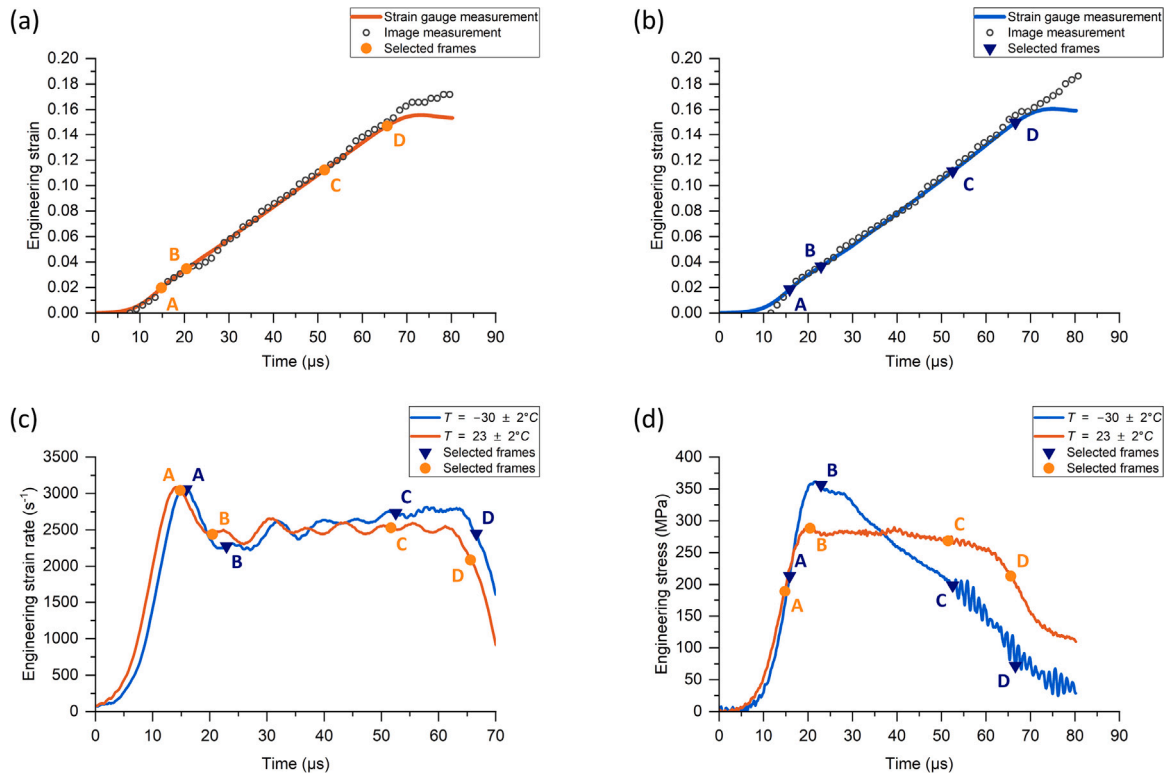 (a)
Strain gauge measurement
Image measurement
Selected frames
0.20
0.18
0.16
0.14
0.12
0.10
0.08
0.06
0.04
0.02
0.00
Engineering strain
A
B
C
D
0 10 20 30 40 50 60 70 80 90
Time (µs)
(b)
Strain gauge measurement
Image measurement
Selected frames
0.20
0.18
0.16
0.14
0.12
0.10
0.08
0.06
0.04
0.02
0.00
Engineering strain
A
B
C
D
0 10 20 30 40 50 60 70 80 90
Time (µs)
(c)
T = −30 ± 2°C
T = 23 ± 2°C
Selected frames
Selected frames
3500
3000
2500
2000
1500
1000
500
0
Engineering strain rate (s⁻¹)
A A
B
B
C
C
D
D
0 10 20 30 40 50 60 70
Time (µs)
(d)
T = −30 ± 2°C
T = 23 ± 2°C
Selected frames
Selected frames
400
350
300
250
200
150
100
50
0
Engineering stress (MPa)
B
B
A
A
C
C
D
D
0 10 20 30 40 50 60 70 80 90
Time (µs)